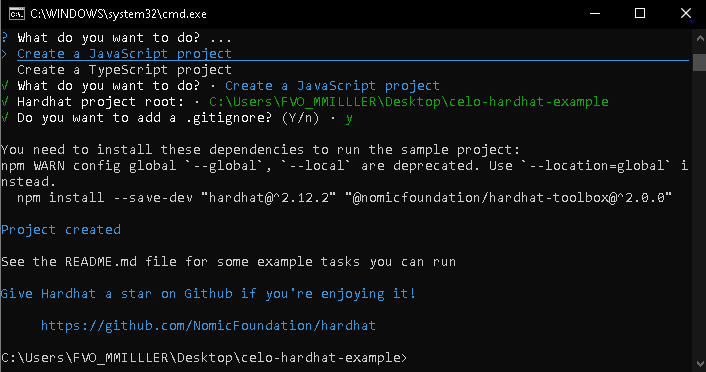 C:\WINDOWS\system32\cmd.exe
? What do you want to do? ...
> Create a JavaScript project
Create a TypeScript project
√ What do you want to do? · Create a JavaScript project
√ Hardhat project root: · C:\Users\FVO_MMILLLER\Desktop\celo-hardhat-example
√ Do you want to add a .gitignore? (Y/n) · y
You need to install these dependencies to run the sample project:
npm WARN config global `--global`, `--local` are deprecated. Use `--location=global` i
nstead.
npm install --save-dev "hardhat@^2.12.2" "@nomicfoundation/hardhat-toolbox@^2.0.0"
Project created
See the README.md file for some example tasks you can run
Give Hardhat a star on Github if you're enjoying it!
https://github.com/NomicFoundation/hardhat
C:\Users\FVO_MMILLLER\Desktop\celo-hardhat-example>